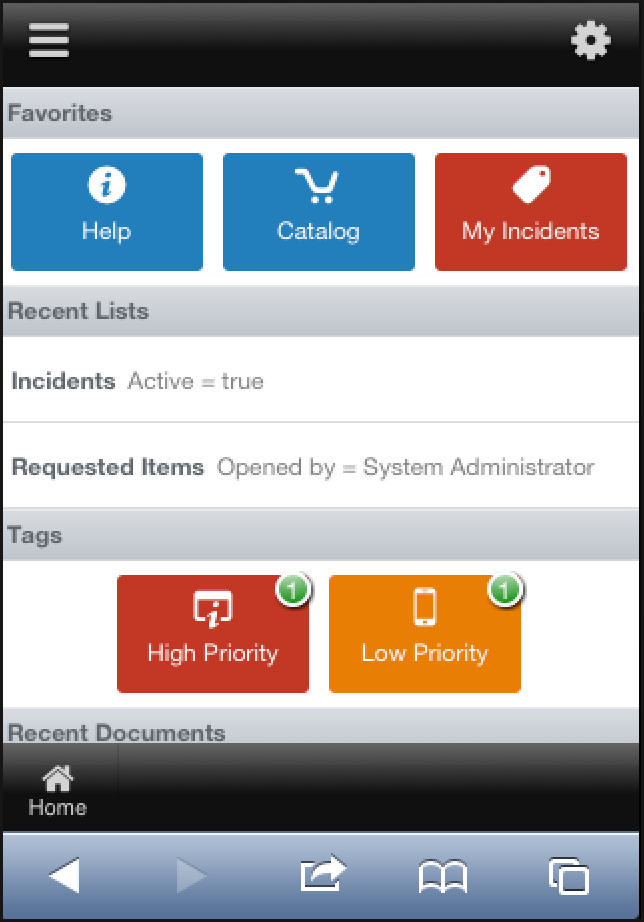 Favorites
Help
Catalog
My Incidents
Recent Lists
Incidents Active = true
Requested Items Opened by = System Administrator
Tags
1
1
High Priority
Low Priority
Recent Documents
Home